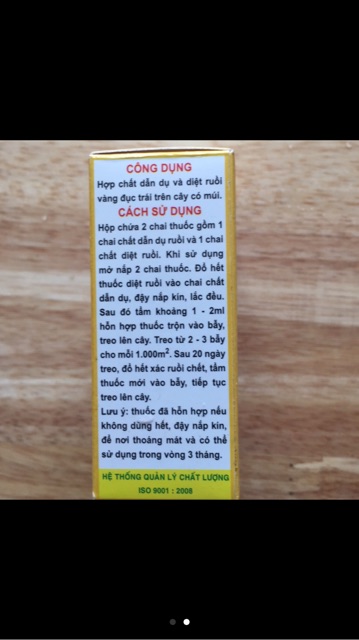 CÔNG DỤNG
Hợp chất dẫn dụ và diệt ruồi
vàng đục trái trên cây có múi.
CÁCH SỬ DỤNG
Hộp chứa 2 chai thuốc gồm 1
chai chất dẫn dụ ruồi và 1 chai
chất diệt ruồi. Khi sử dụng
mở nắp 2 chai thuốc. Đổ hết
thuốc diệt ruồi vào chai chất
dẫn dụ, đậy nắp kín, lắc đều.
Sau đó tẩm khoảng 1 - 2ml
hỗn hợp thuốc trộn vào bẫy,
treo lên cây. Treo từ 2 - 3 bẫy
cho mỗi 1.000m². Sau 20 ngày
treo, đổ hết xác ruồi chết, tẩm
thuốc mới vào bẫy, tiếp tục
treo lên cây.
Lưu ý: thuốc đã hỗn hợp nếu
không dùng hết, đậy nắp kín,
để nơi thoáng mát và có thể
sử dụng trong vòng 3 tháng.
HỆ THỐNG QUẢN LÝ CHẤT LƯỢNG
ISO 9001 : 2008